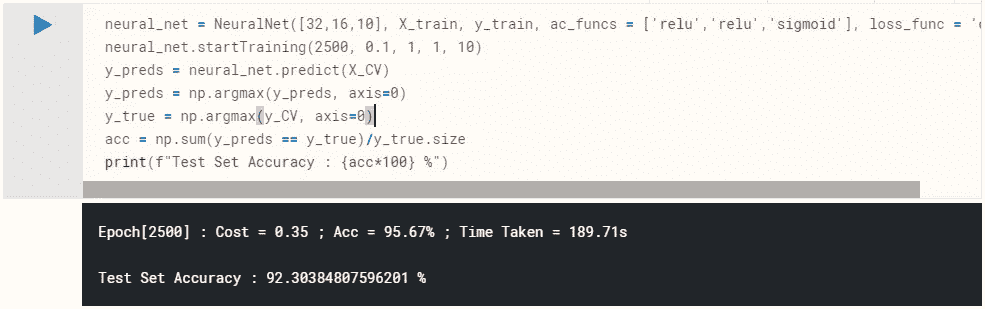 neural_net = NeuralNet([32,16,10], X_train, y_train, ac_funcs = ['relu','relu','sigmoid'], loss_func = '
neural_net.startTraining(2500, 0.1, 1, 1, 10)
y_preds = neural_net.predict(X_CV)
y_preds = np.argmax(y_preds, axis=0)
y_true = np.argmax(y_CV, axis=0)
acc = np.sum(y_preds == y_true)/y_true.size
print(f"Test Set Accuracy : {acc*100} %")
Epoch[2500] : Cost = 0.35 ; Acc = 95.67% ; Time Taken = 189.71s
Test Set Accuracy : 92.30384807596201 %